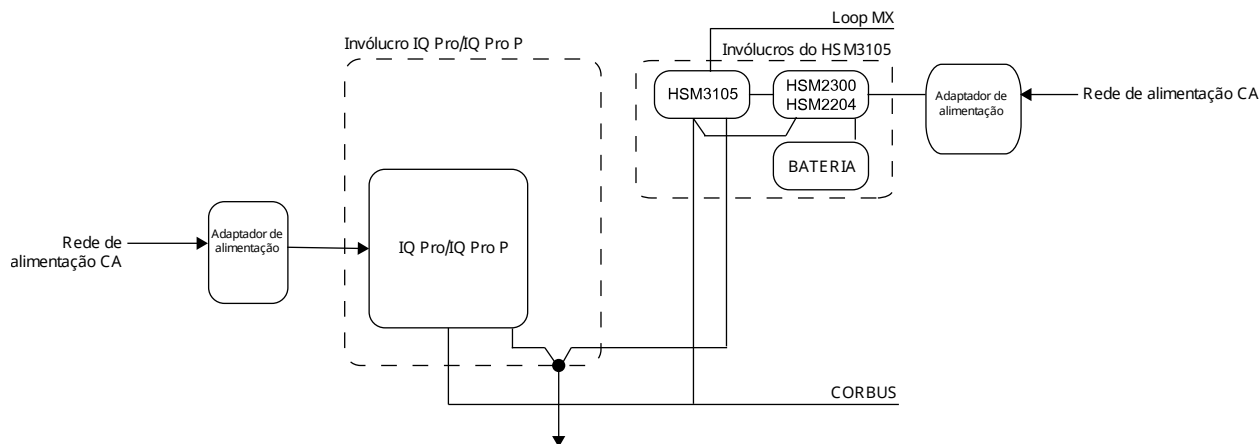 Loop MX
Invólucro IQ Pro/IQ Pro P
Invólucros do HSM3105
HSM3105
HSM2300
HSM2204
Adaptador de
alimentação
Rede de alimentação CA
BATERIA
Adaptador de
alimentação
Rede de
alimentação CA
IQ Pro/IQ Pro P
CORBUS